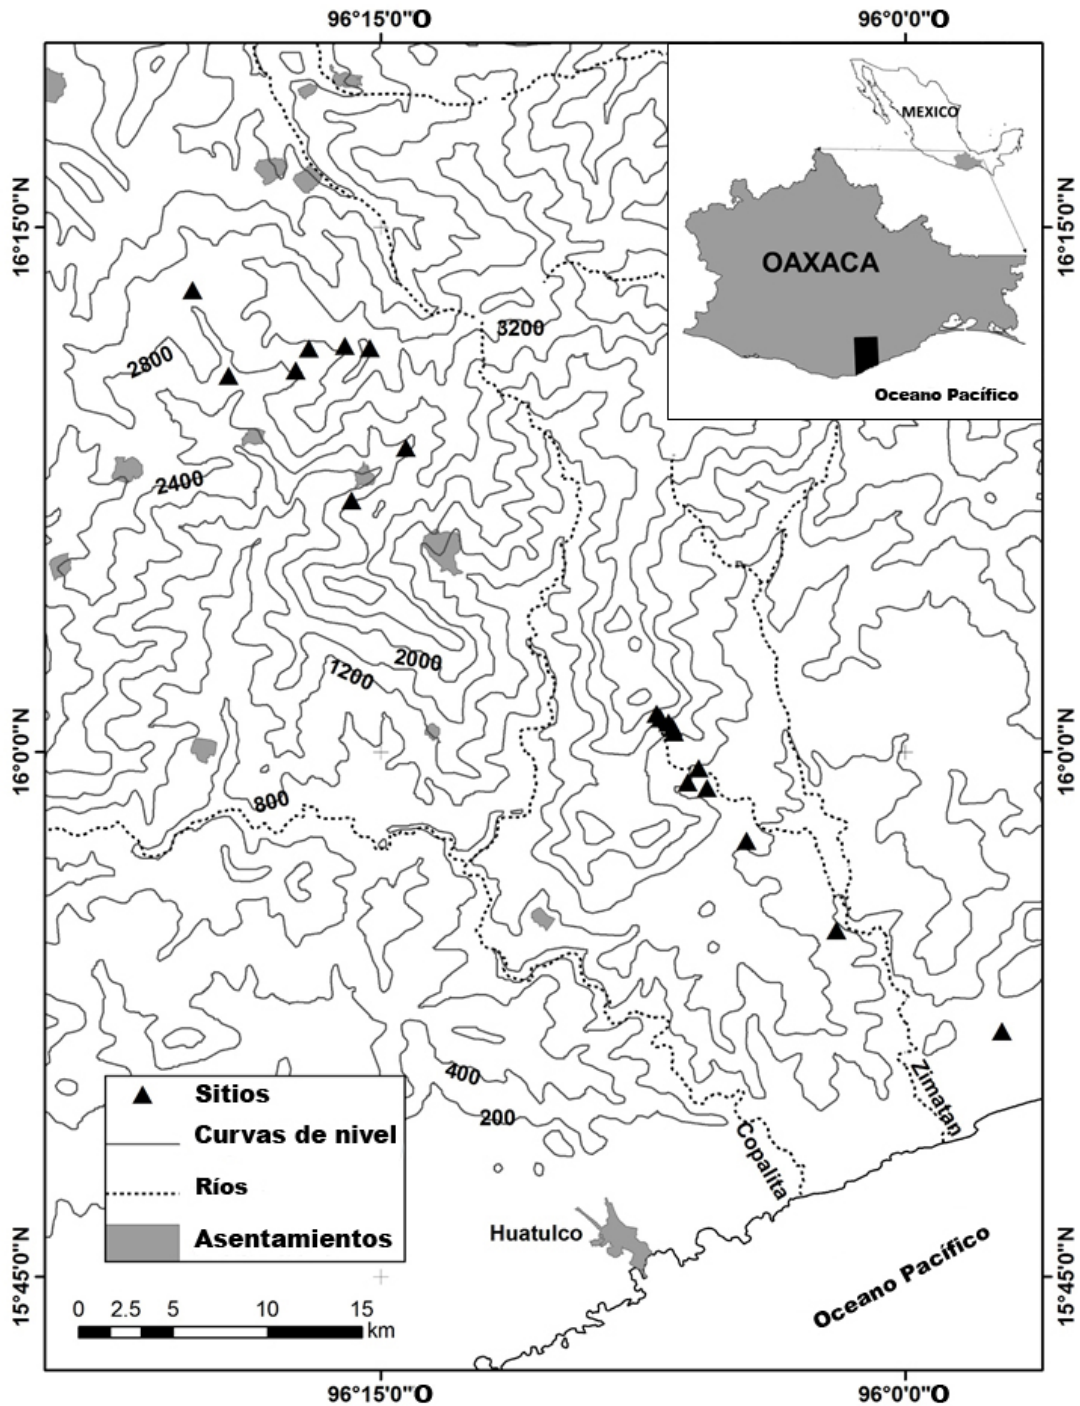 96°15'0"O
96°0'0"O
16°15'0"N
16°15'0"N
MEXICO
OAXACA
Oceano Pacífico
3200
2800
2400
2000
1200
16°0'0"N
16°0'0"N
800
400
200
Zimatan
Copalita
Sitios
Curvas de nivel
Ríos
Asentamientos
Huatulco
Oceano Pacífico
15°45'0"N
15°45'0"N
0 2.5 5 10 15
km
96°15'0"O
96°0'0"O